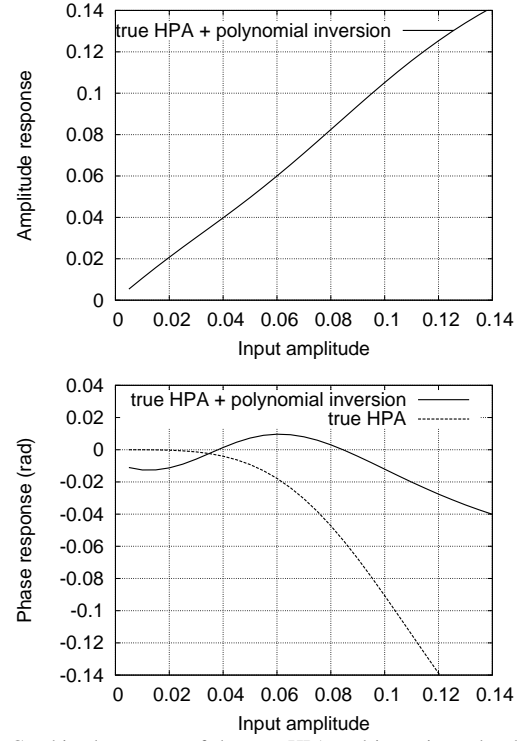 0.14
true HPA + polynomial inversion
0.12
0.1
0.08
0.06
0.04
0.02
0
Amplitude response
0 0.02 0.04 0.06 0.08 0.1 0.12 0.14
Input amplitude
0.04
true HPA + polynomial inversion
0.02
true HPA
0
-0.02
-0.04
-0.06
-0.08
-0.1
-0.12
-0.14
Phase response (rad)
0 0.02 0.04 0.06 0.08 0.1 0.12 0.14
Input amplitude